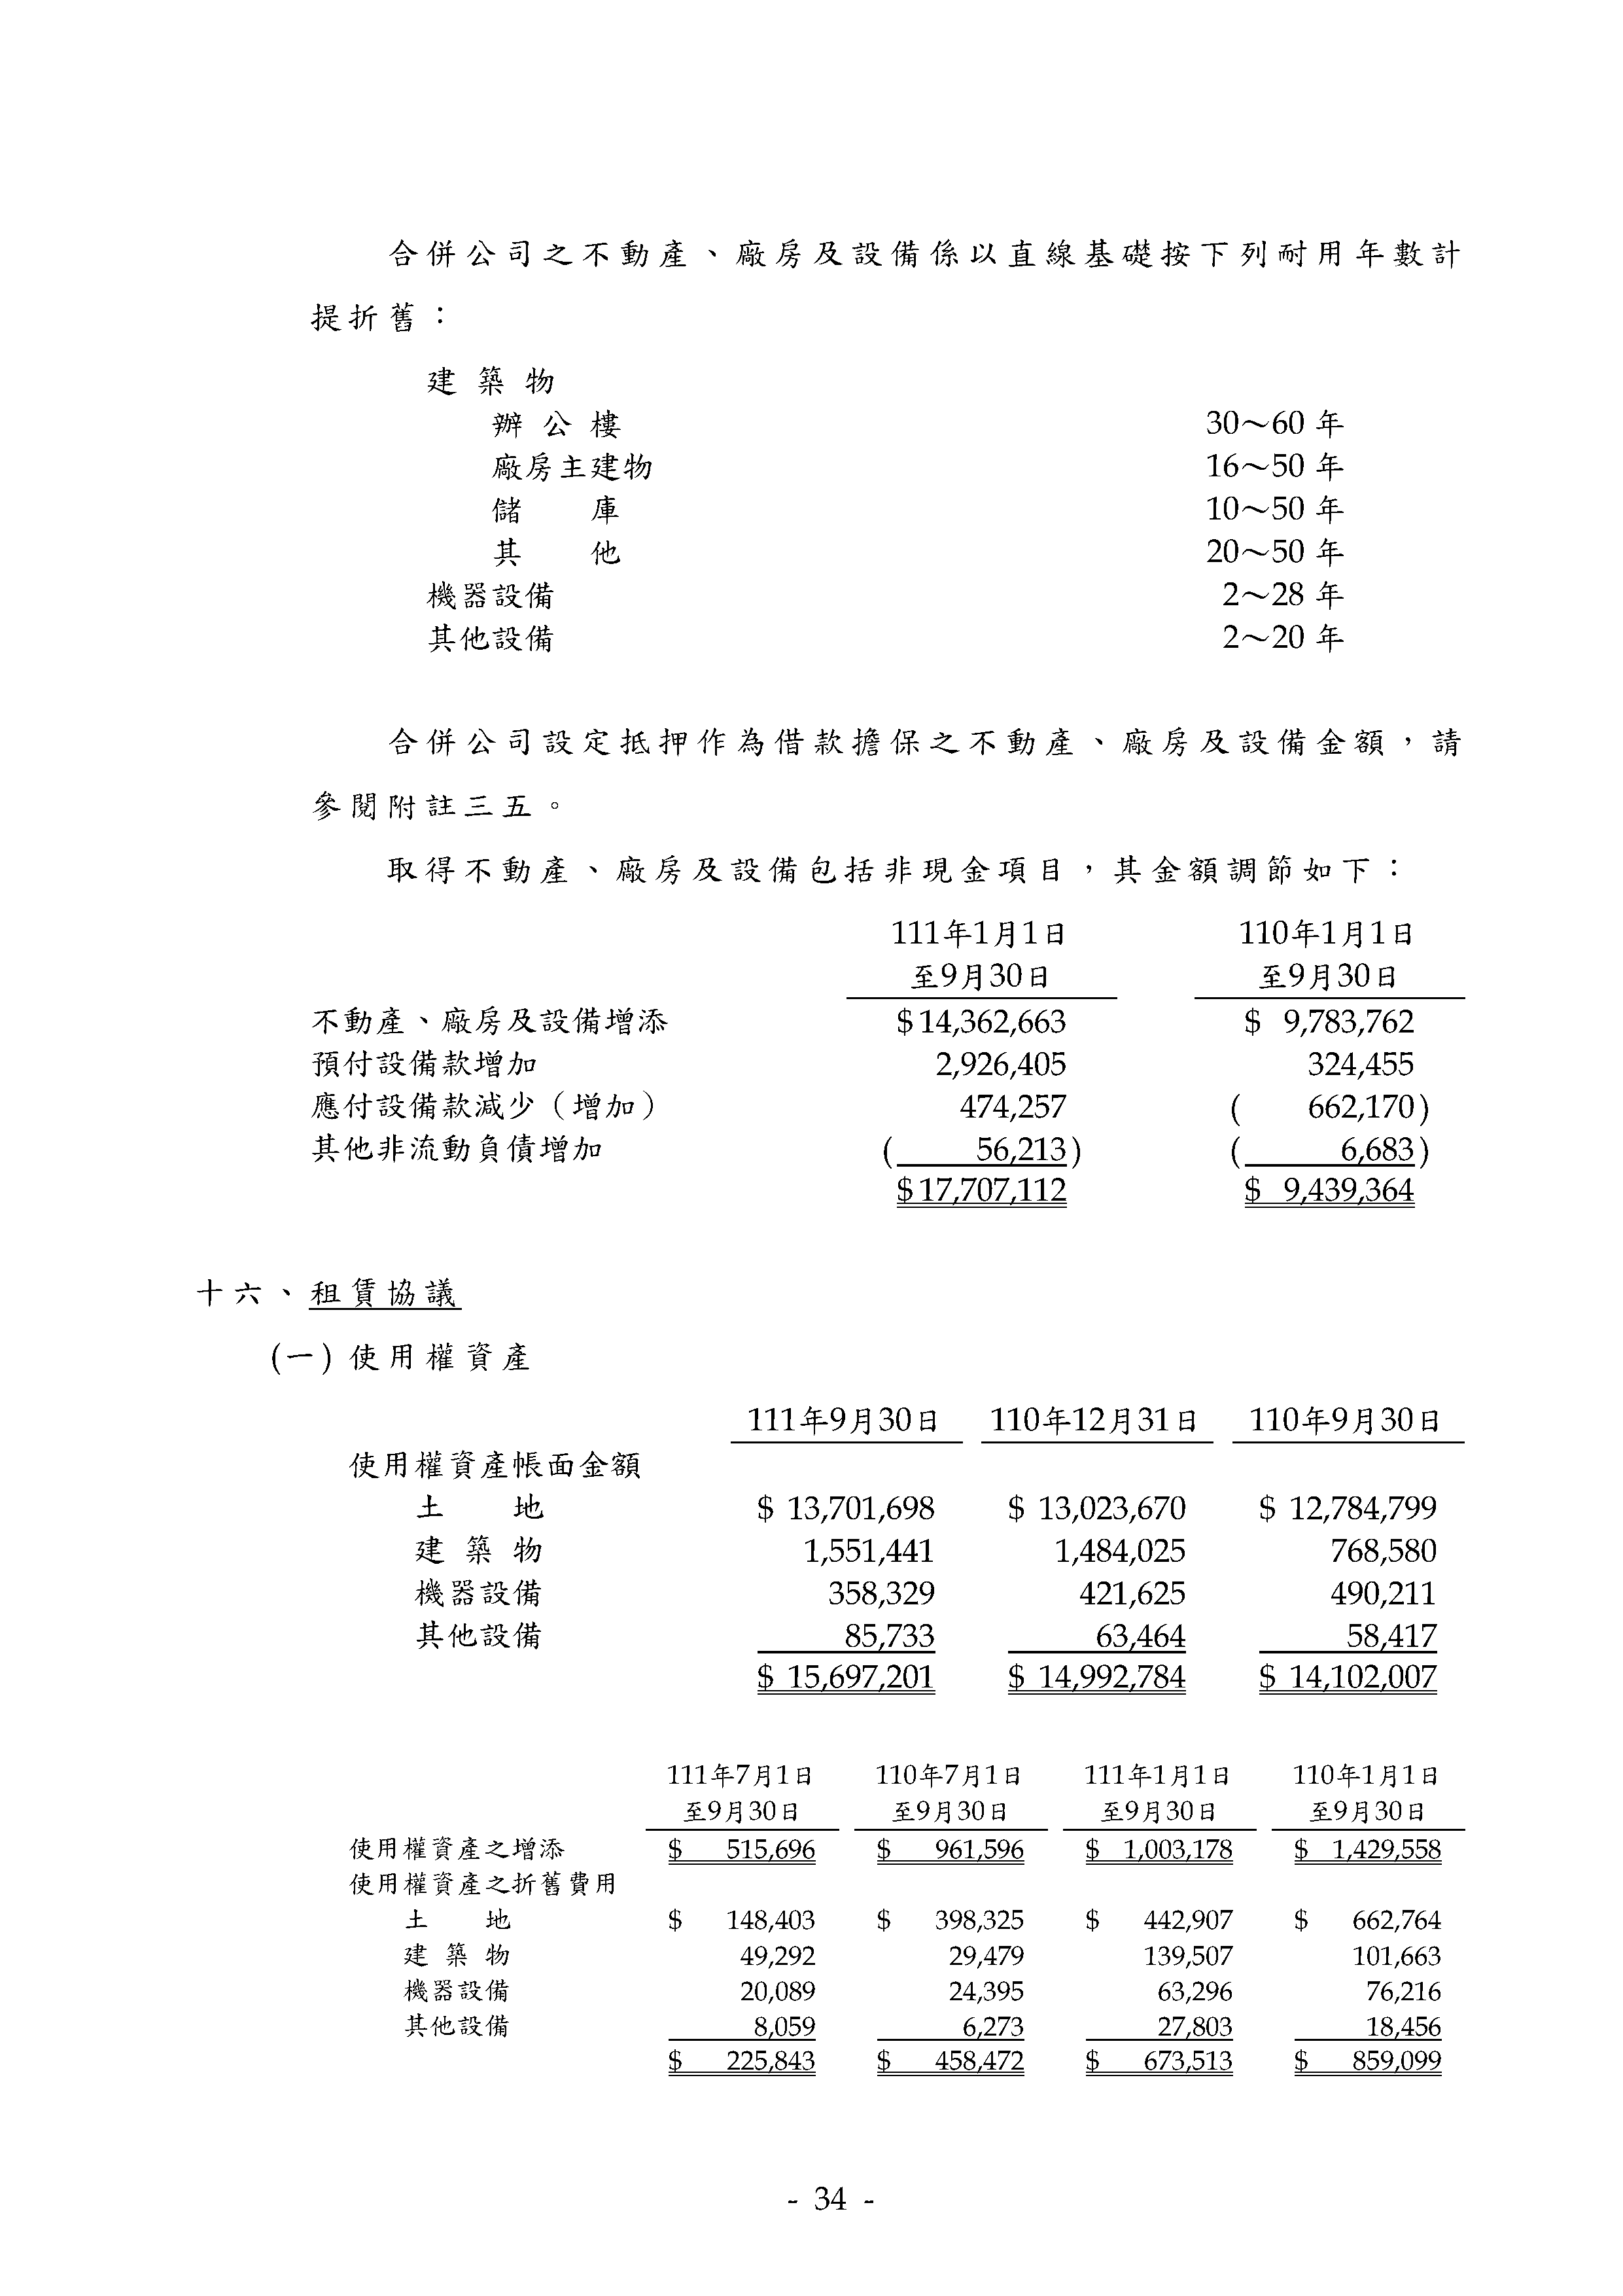 合併公司之不動產、廠房及設備係以直線基礎按下列耐用年數計
提折舊：
建築物
辦公樓 30～60 年
廠房主建物 16～50 年
儲庫 10～50 年
其他 20～50 年
機器設備 2～28 年
其他設備 2～20 年
合併公司設定抵押作為借款擔保之不動產、廠房及設備金額，請
參閱附註三五。
取得不動產、廠房及設備包括非現金項目，其金額調節如下：
111年1月1日 110年1月1日
至9月30日 至9月30日
不動產、廠房及設備增添 $14,362,663 $ 9,783,762
預付設備款增加 2,926,405 324,455
應付設備款減少（增加） 474,257 ( 662,170)
其他非流動負債增加 ( 56,213) ( 6,683)
$17,707,112 $ 9,439,364
十六、租賃協議
(一) 使用權資產
111年9月30日 110年12月31日 110年9月30日
使用權資產帳面金額
土地 $ 13,701,698 $ 13,023,670 $ 12,784,799
建築物 1,551,441 1,484,025 768,580
機器設備 358,329 421,625 490,211
其他設備 85,733 63,464 58,417
$ 15,697,201 $ 14,992,784 $ 14,102,007
111年7月1日 110年7月1日 111年1月1日 110年1月1日
至9月30日 至9月30日 至9月30日 至9月30日
使用權資產之增添 $ 515,696 $ 961,596 $ 1,003,178 $ 1,429,558
使用權資產之折舊費用
土地 $ 148,403 $ 398,325 $ 442,907 $ 662,764
建築物 49,292 29,479 139,507 101,663
機器設備 20,089 24,395 63,296 76,216
其他設備 8,059 6,273 27,803 18,456
$ 225,843 $ 458,472 $ 673,513 $ 859,099
- 34 -